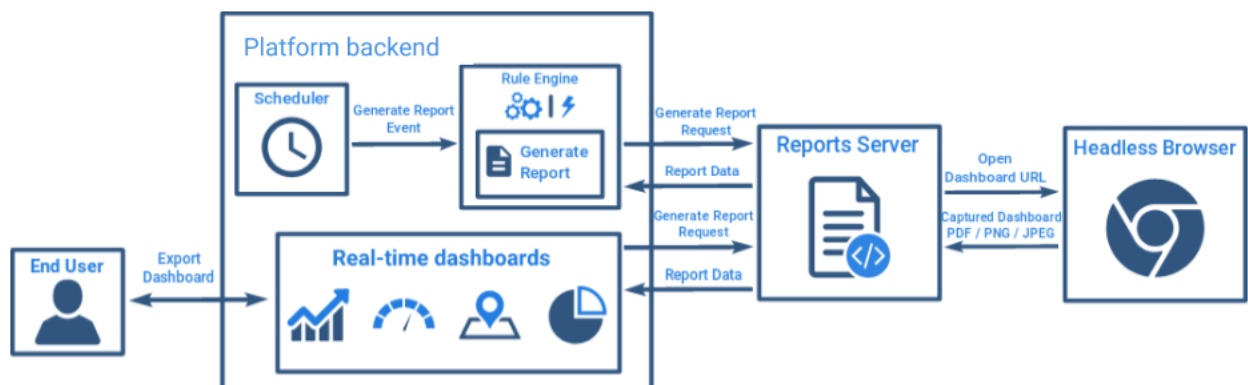 Platform backend
Scheduler
Generate Report
Event
Rule Engine
Generate
Report
Generate Report
Request
Report Data
Generate Report
Request
Report Data
Reports Server
</>
Open
Dashboard URL
Captured Dashboard
PDF / PNG / JPEG
Headless Browser
End User
Export
Dashboard
Real-time dashboards